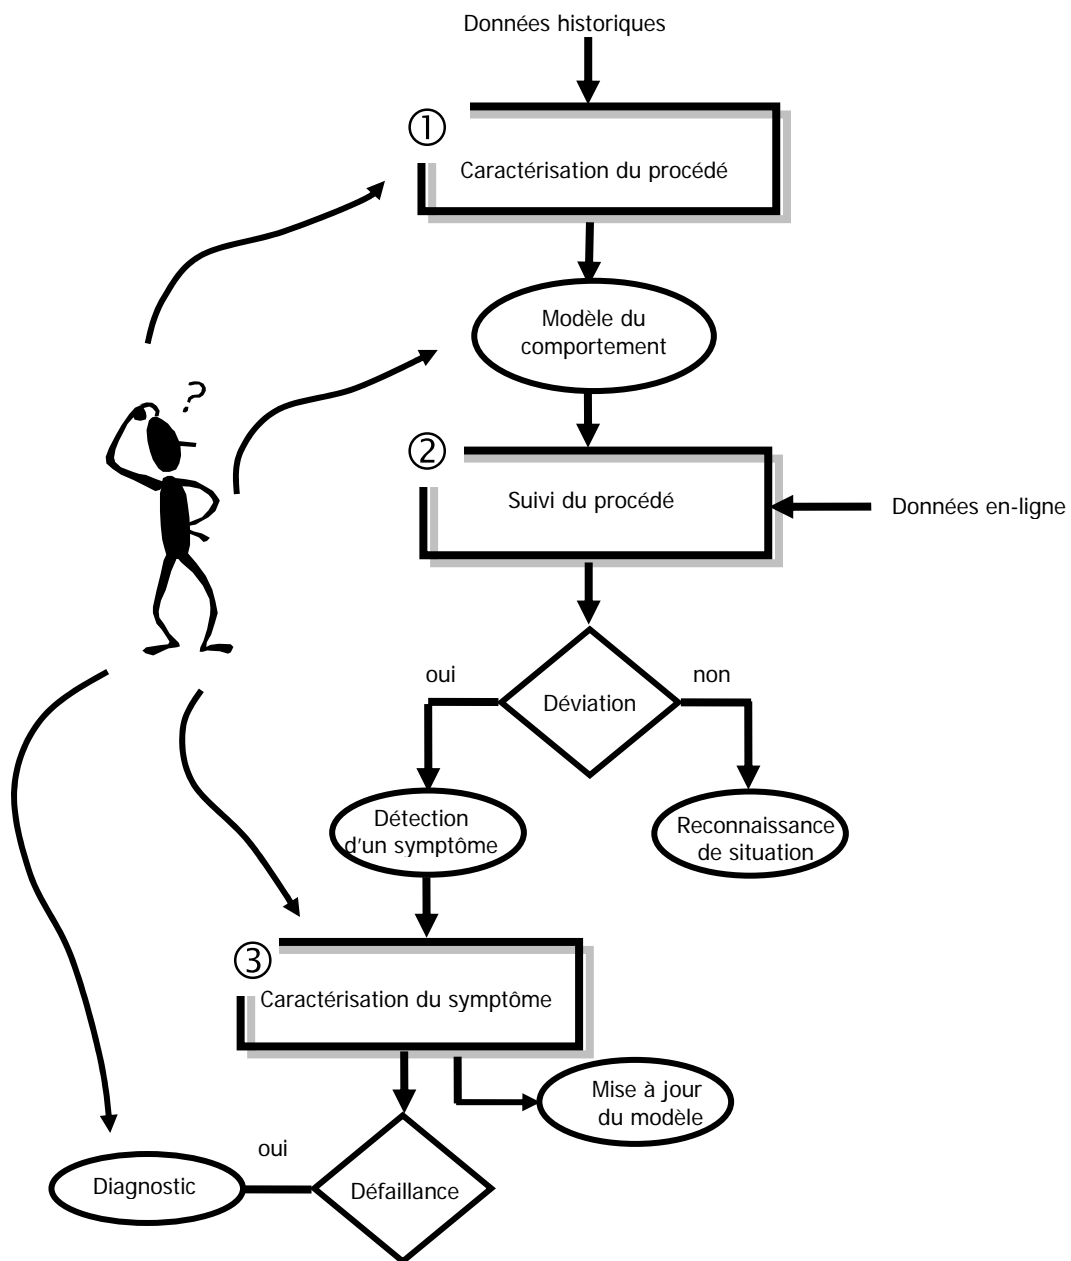 Données historiques
①
Caractérisation du procédé
Modèle du
comportement
?
②
Suivi du procédé
Données en-ligne
oui
non
Déviation
Détection
d'un symptôme
Reconnaissance
de situation
③
Caractérisation du symptôme
Mise à jour
du modèle
oui
Diagnostic
Défaillance